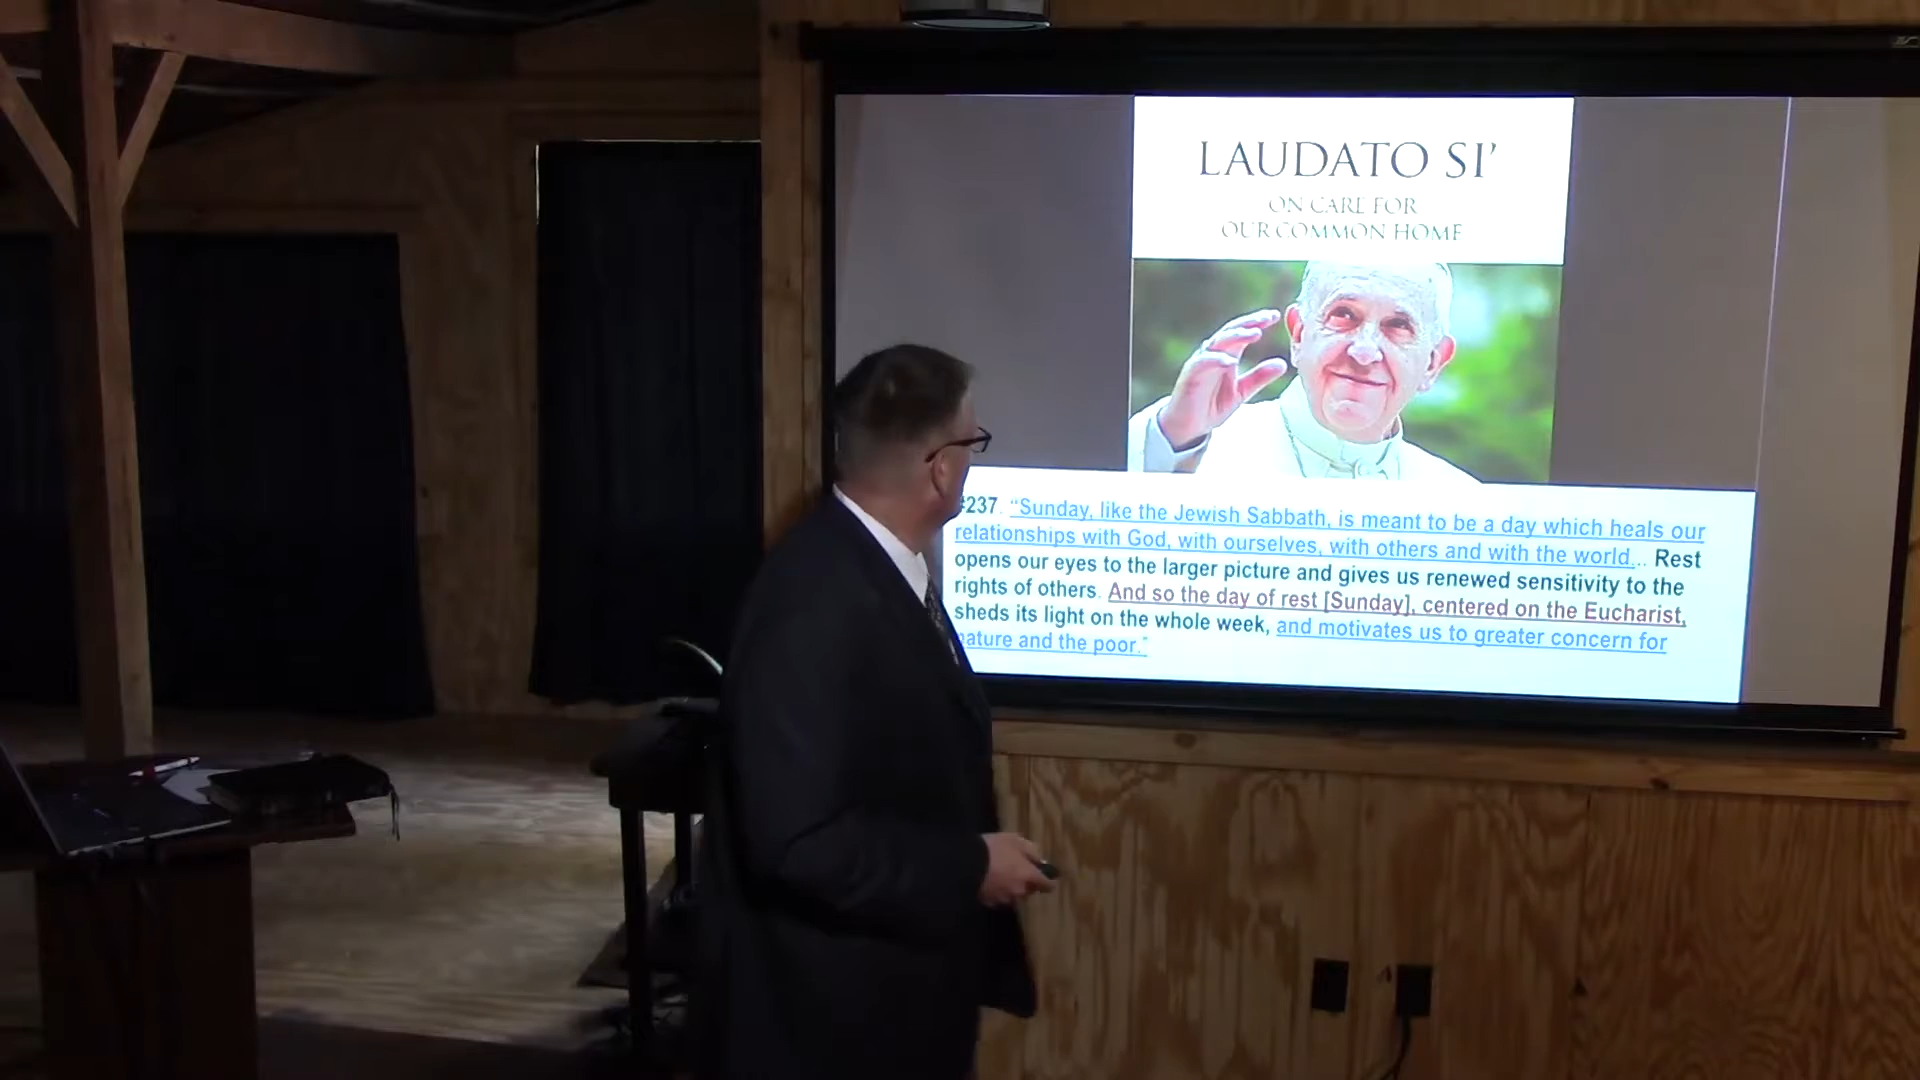 LAUDATO SI'
ON CARE FOR
OUR COMMON HOME
#237. “Sunday, like the Jewish Sabbath, is meant to be a day which heals our
relationships with God, with ourselves, with others and with the world... Rest
opens our eyes to the larger picture and gives us renewed sensitivity to the
rights of others. And so the day of rest [Sunday], centered on the Eucharist,
sheds its light on the whole week, and motivates us to greater concern for
nature and the poor.”